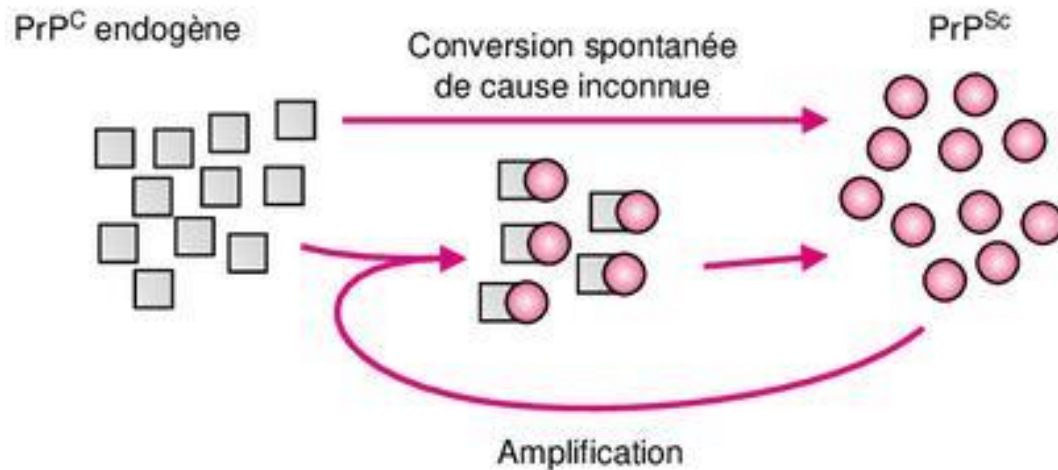 PrP^C endogène
Conversion spontanée
de cause inconnue
PrP^Sc
Amplification